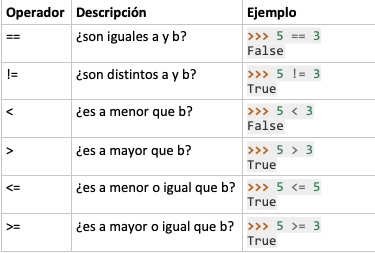 Operador Descripción Ejemplo
== ¿son iguales a y b? >>> 5 == 3
False
!= ¿son distintos a y b? >>> 5 != 3
True
< ¿es a menor que b? >>> 5 < 3
False
> ¿es a mayor que b? >>> 5 > 3
True
<= ¿es a menor o igual que b? >>> 5 <= 5
True
>= ¿es a mayor o igual que b? >>> 5 >= 3
True